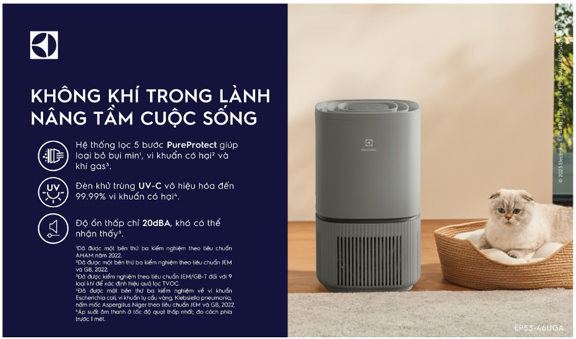 KHÔNG KHÍ TRONG LÀNH
NÂNG TẦM CUỘC SỐNG
Hệ thống lọc 5 bước PureProtect giúp
loại bỏ bụi mịn¹, vi khuẩn có hại² và
khí gas³.
UV
Đèn khử trùng UV-C vô hiệu hóa đến
99.99% vi khuẩn có hại⁴.
Độ ồn thấp chỉ 20dBA, khó có thể
nhận thấy⁵.
¹Đã được một bên thứ ba kiểm nghiệm theo tiêu chuẩn
AHAM năm 2022.
²Đã được một bên thứ ba kiểm nghiệm theo tiêu chuẩn JEM
và GB, 2022.
³Đã được kiểm nghiệm theo tiêu chuẩn JEM/GB-T đối với 9
loại khí để xác định hiệu quả lọc TVOC.
⁴Đã được một bên thứ ba kiểm nghiệm về vi khuẩn
Escherichia coli, vi khuẩn tụ cầu vàng, Klebsiella pneumonia,
nấm mốc Aspergilus Niger theo tiêu chuẩn JEM và GB, 2022.
⁵Áp suất âm thanh ở tốc độ quạt thấp nhất; đo cách phía
trước 1 mét.
Electrolux
EP53-46UGA